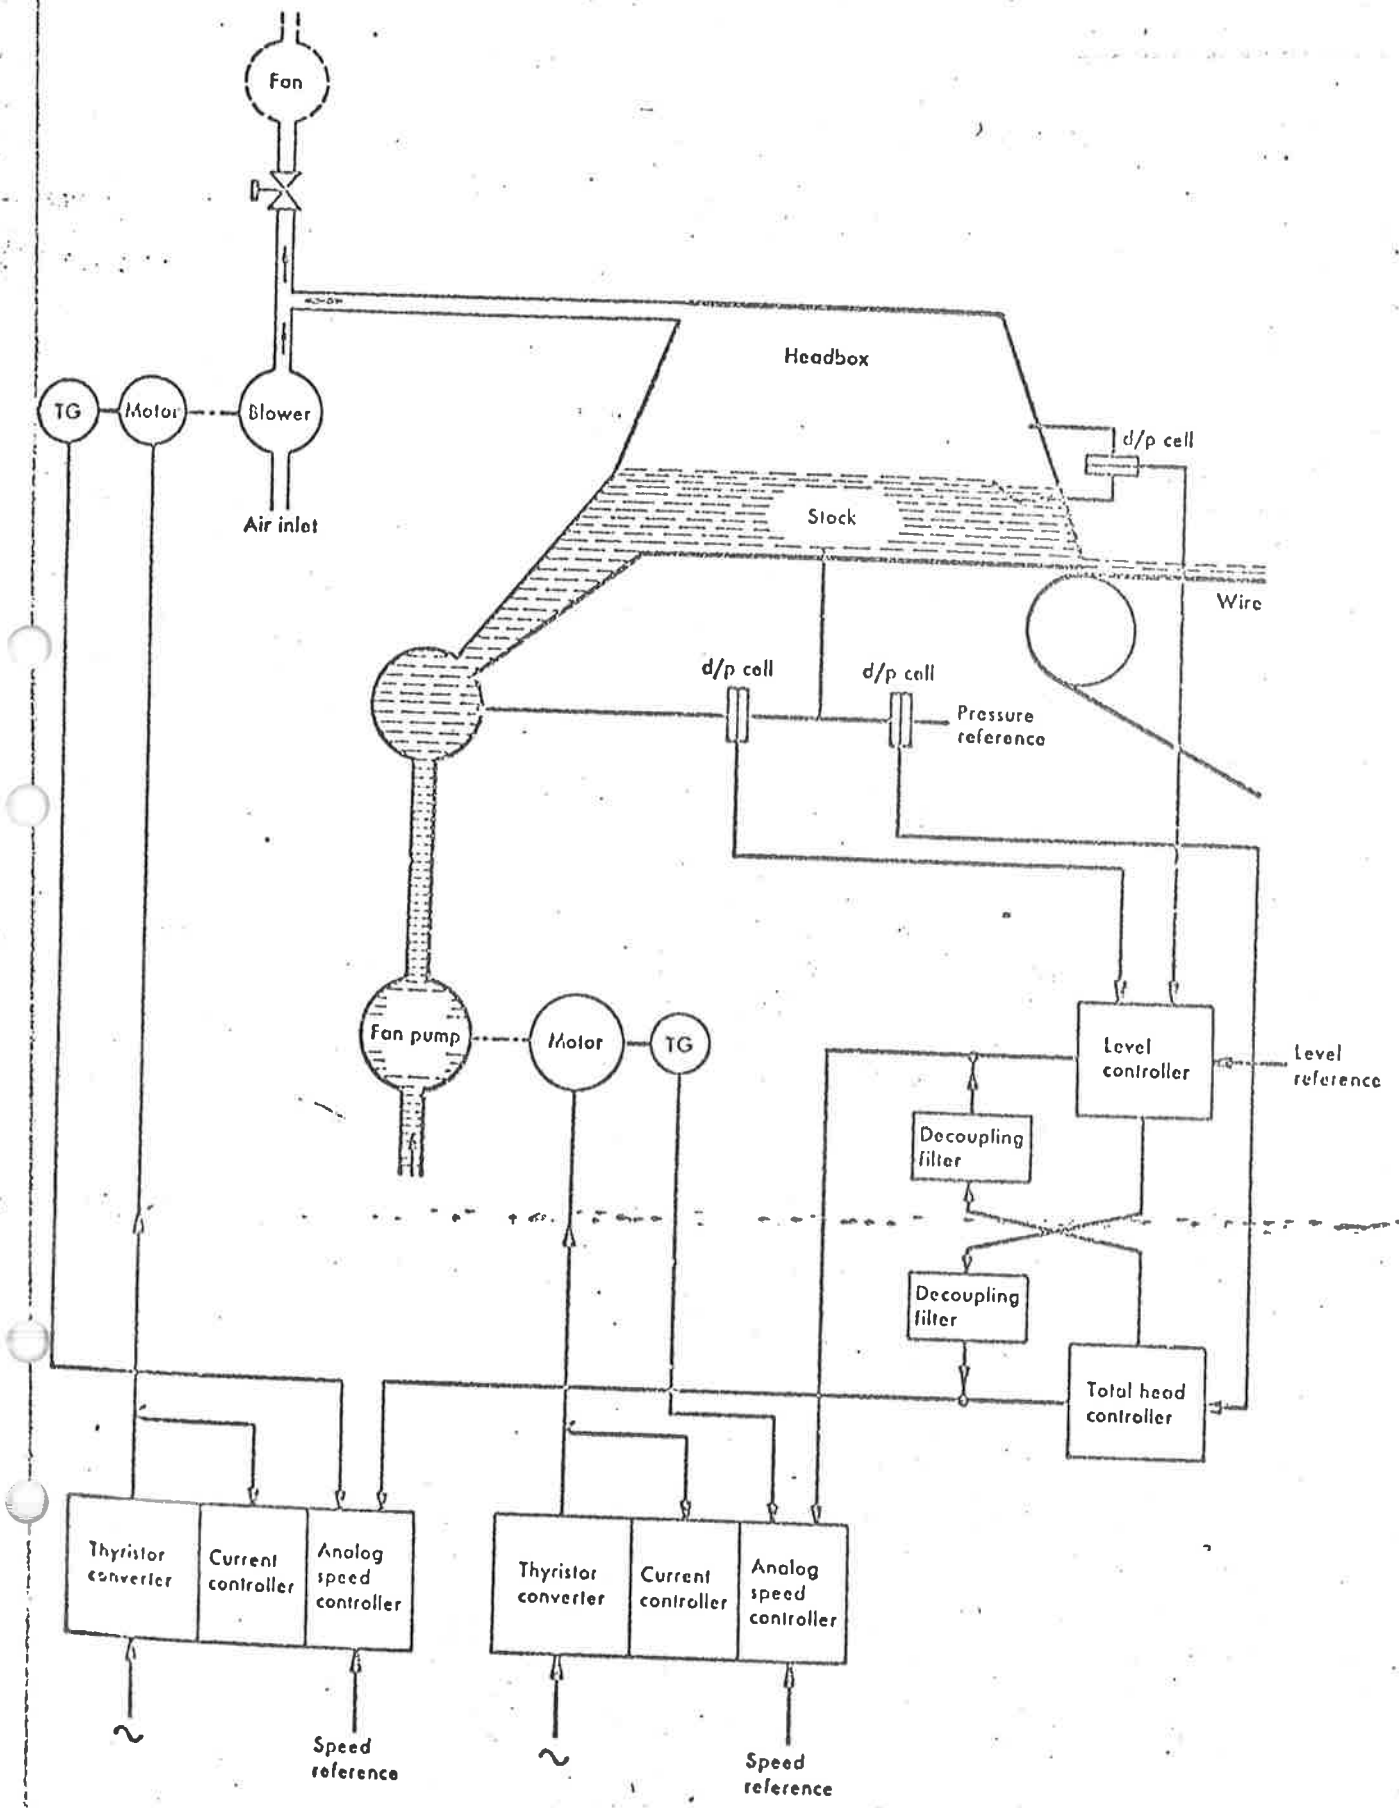 Fan
Headbox
TG
Motor
Blower
d/p cell
Air inlet
Stock
Wire
d/p cell
d/p cell
Pressure
reference
Fan pump
Motor
TG
Level
controller
Level
reference
Decoupling
filter
Decoupling
filter
Total head
controller
Thyristor
converter
Current
controller
Analog
speed
controller
Thyristor
converter
Current
controller
Analog
speed
controller
~
Speed
reference
~
Speed
reference